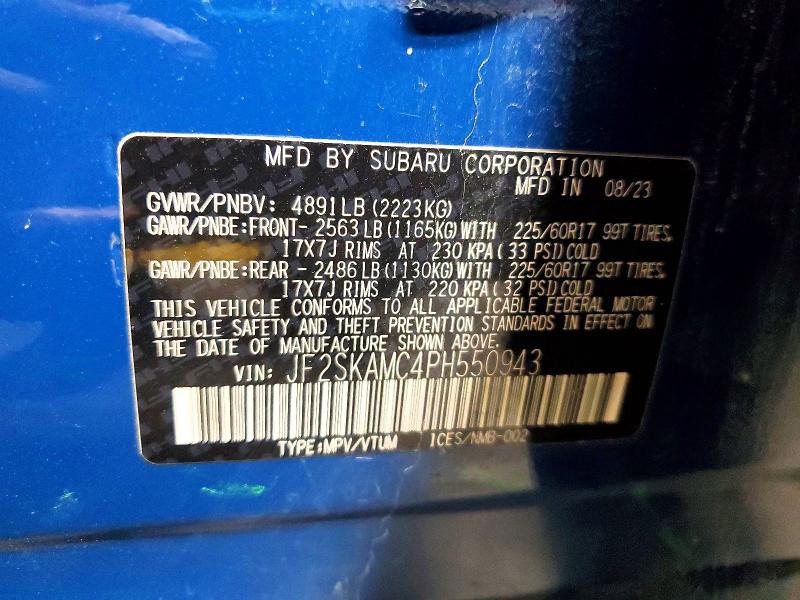 MFD BY SUBARU CORPORATION
MFD IN 08/23
GVWR/PNBV: 4891LB (2223KG)
GAWR/PNBE:FRONT- 2563 LB (1165KG) WITH 225/60R17 99T TIRES,
17X7J RIMS AT 230 KPA (33 PSI) COLD
GAWR/PNBE:REAR - 2486 LB (1130KG) WITH 225/60R17 99T TIRES,
17X7J RIMS AT 220 KPA ( 32 PSI) COLD
THIS VEHICLE CONFORMS TO ALL APPLICABLE FEDERAL MOTOR
VEHICLE SAFETY AND THEFT PREVENTION STANDARDS IN EFFECT ON
THE DATE OF MANUFACTURE SHOWN ABOVE.
VIN: JF2SKAMC4PH550943
TYPE:MPV/VTUM 1CES/NMB-002